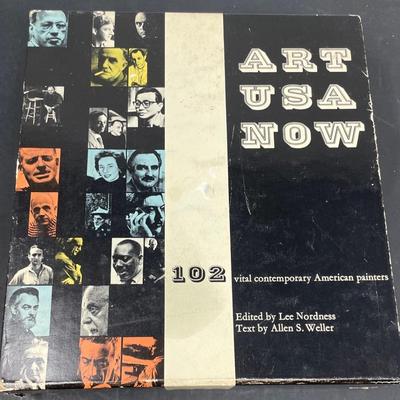 ART
USA
NOW
102 vital contemporary American painters
Edited by Lee Nordness
Text by Allen S. Weller